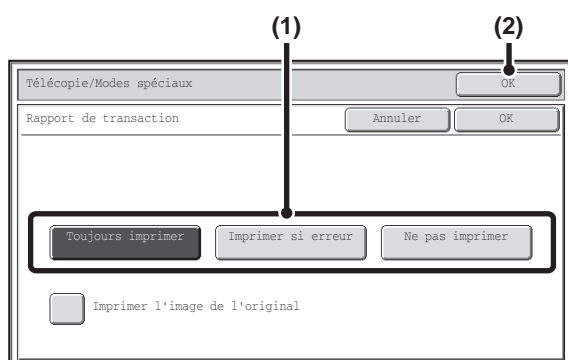 (1) (2)
Télécopie/Modes spéciaux OK
Rapport de transaction Annuler OK
Toujours imprimer Imprimer si erreur Ne pas imprimer
Imprimer l'image de l'original